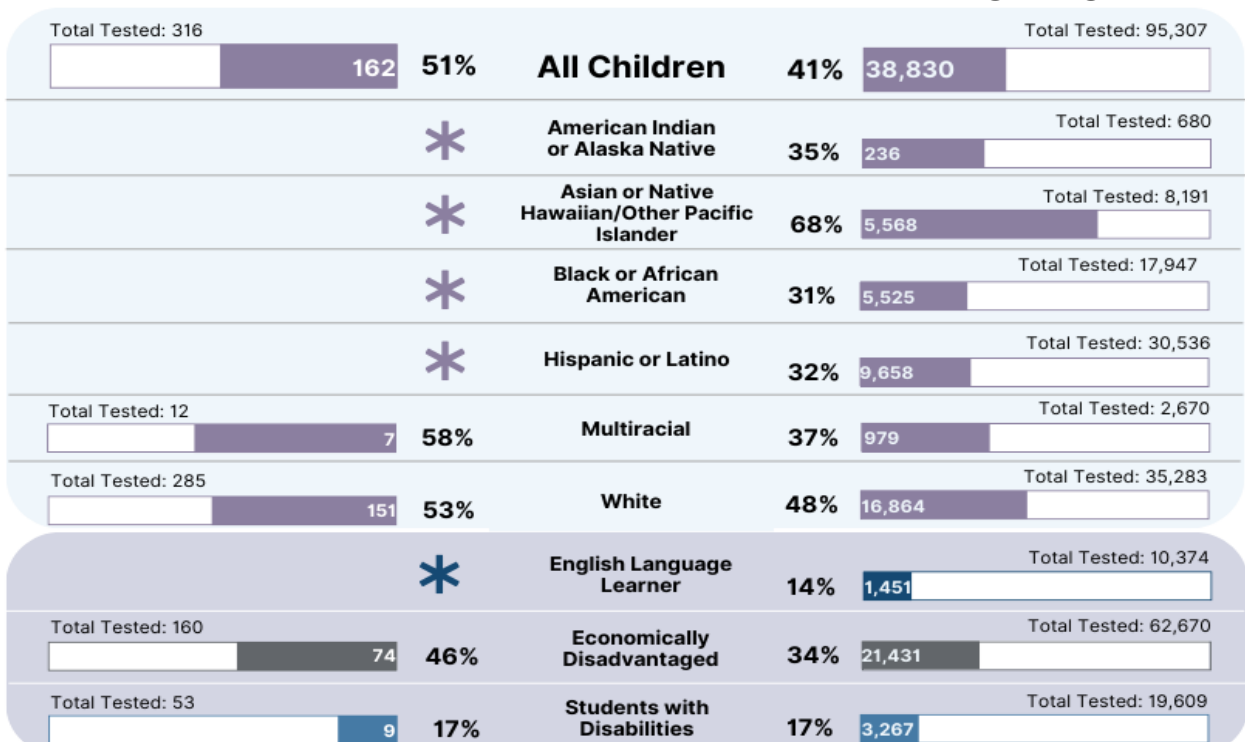 Total Tested: 316
Total Tested: 95,307
162 51% All Children 41% 38,830
American Indian
or Alaska Native
Total Tested: 680
* 35% 236
Asian or Native
Hawaiian/Other Pacific
Islander
Total Tested: 8,191
* 68% 5,568
Black or African
American
Total Tested: 17,947
* 31% 5,525
Total Tested: 30,536
* Hispanic or Latino 32% 9,658
Total Tested: 12
Total Tested: 2,670
7 58% Multiracial 37% 979
Total Tested: 285
Total Tested: 35,283
151 53% White 48% 16,864
English Language
Learner
Total Tested: 10,374
* 14% 1,451
Total Tested: 160
Total Tested: 62,670
Economically
Disadvantaged
74 46% 34% 21,431
Total Tested: 53
Total Tested: 19,609
Students with
Disabilities
9 17% 17% 3,267